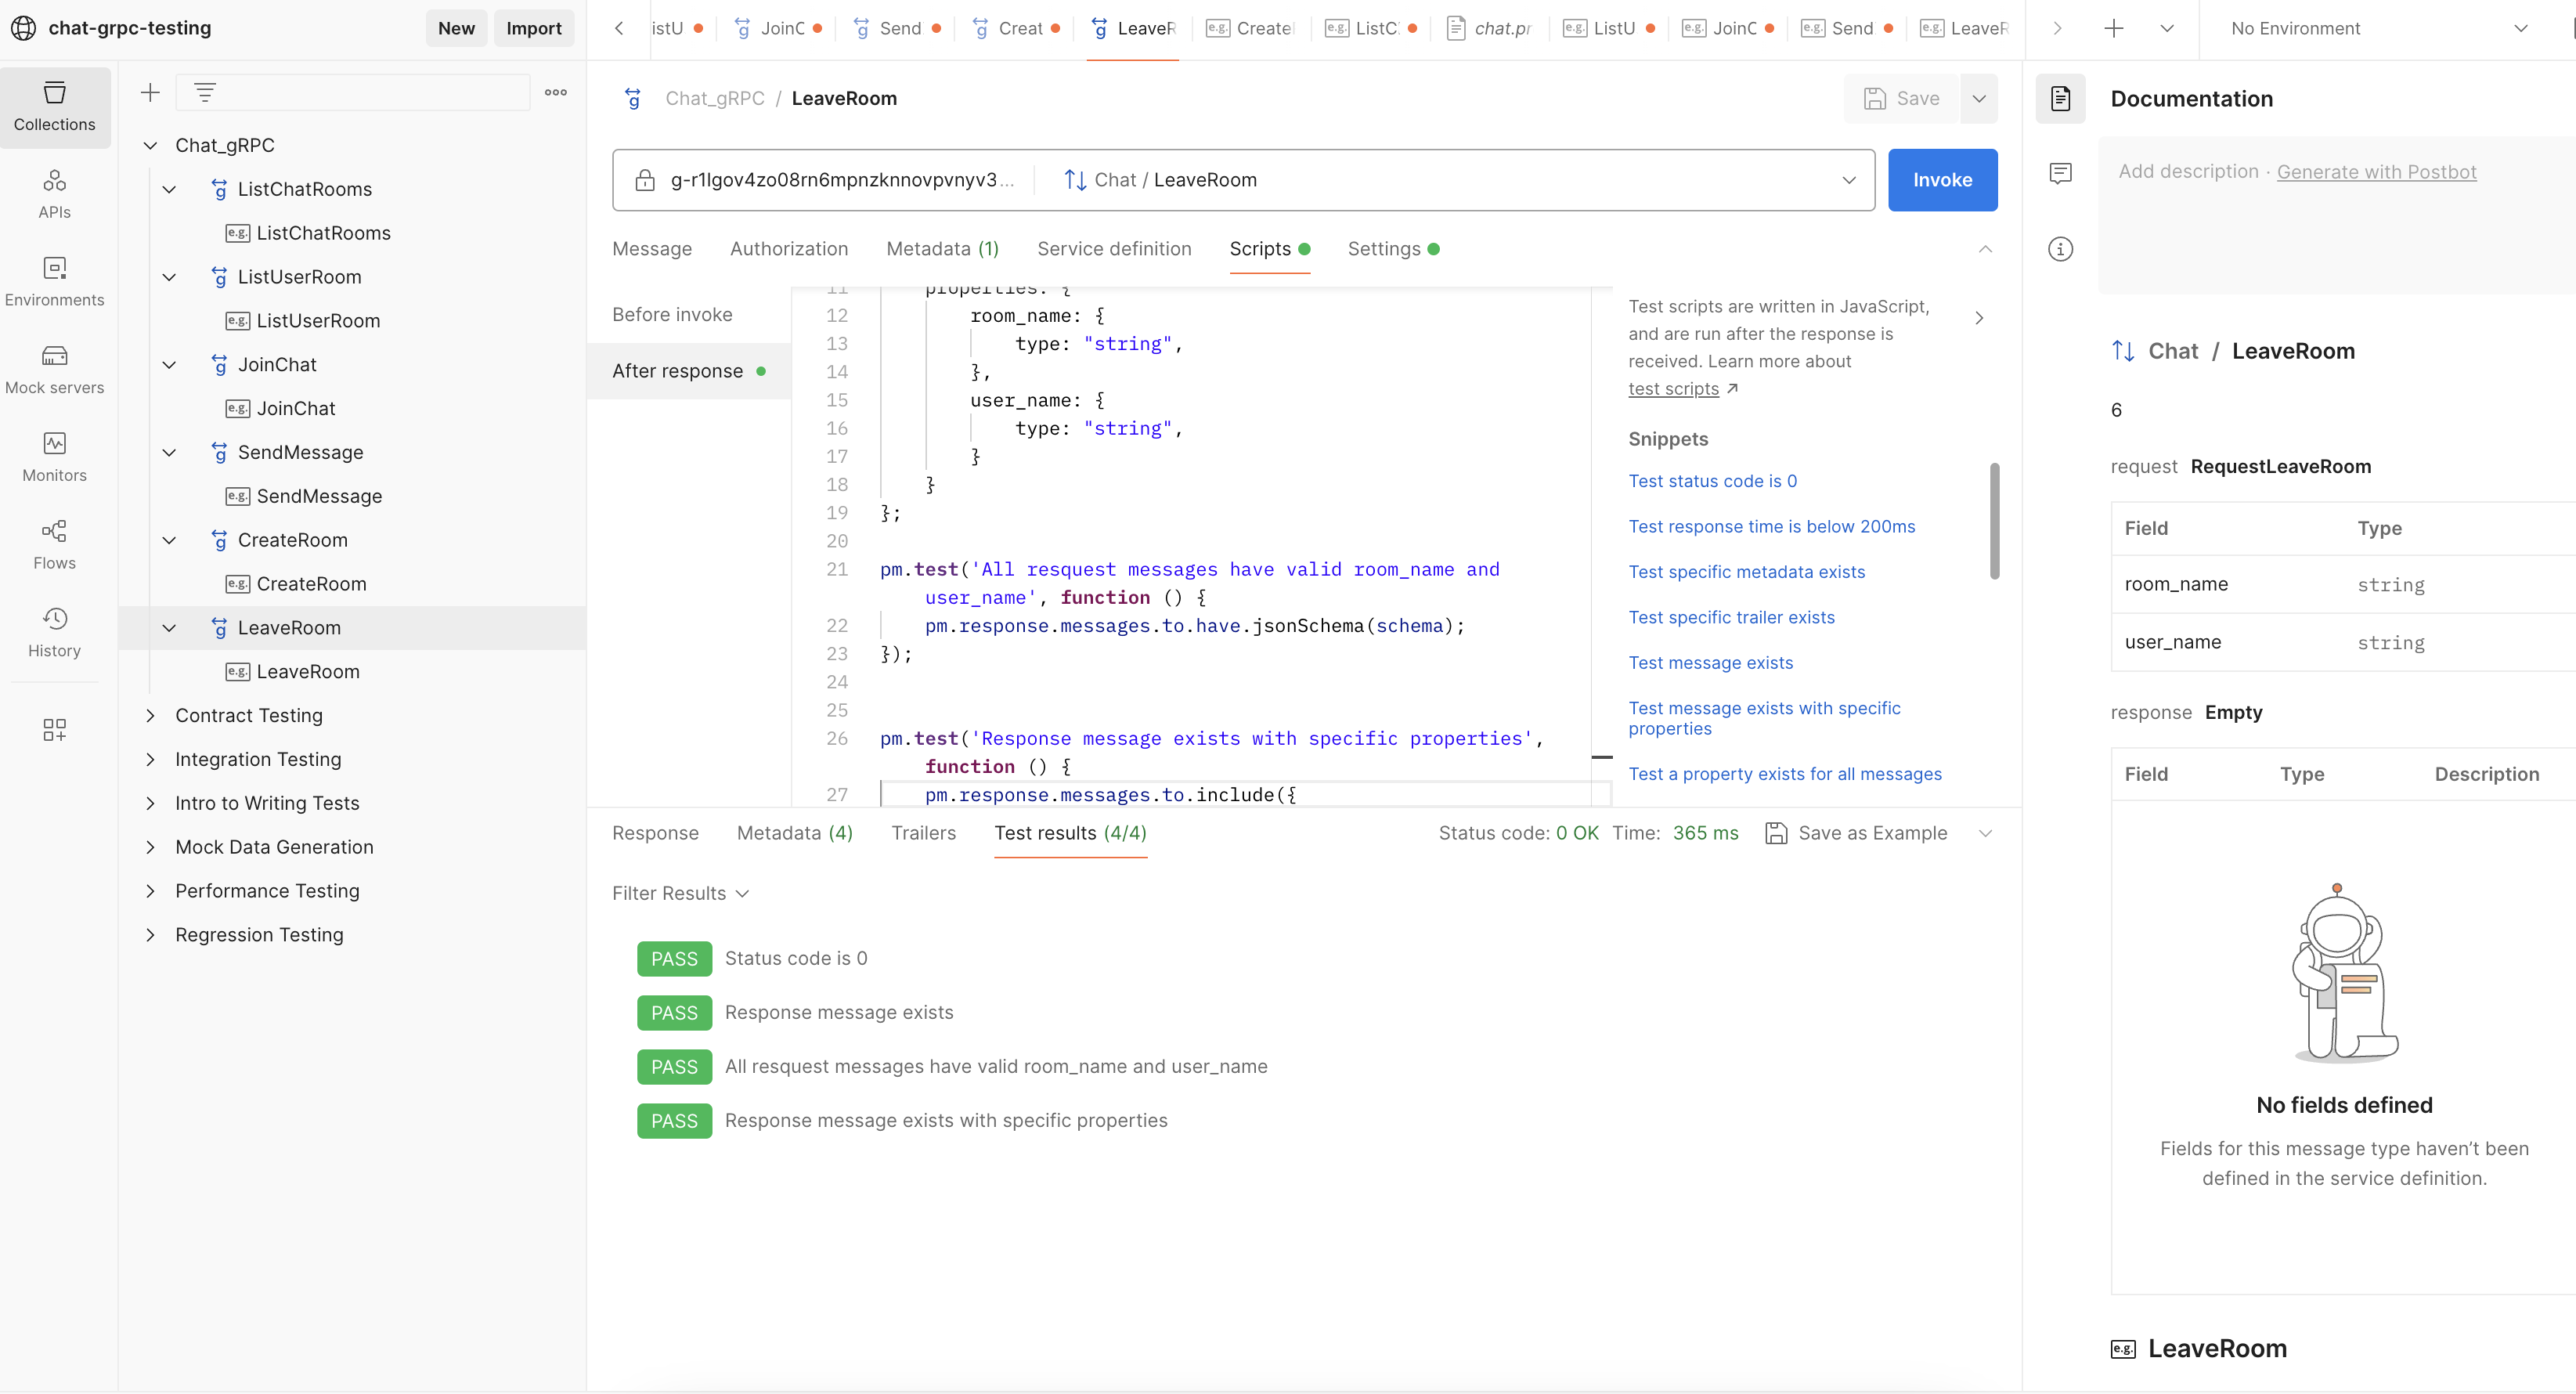 chat-grpc-testing
New
Import
istU
JoinC
Send
Creat
LeaveR
e.g. Create
e.g. ListC
chat.pr
e.g. ListU
e.g. JoinC
e.g. Send
e.g. LeaveR
No Environment
Collections
APIs
Environments
Mock servers
Monitors
Flows
History
Chat_gRPC
ListChatRooms
e.g. ListChatRooms
ListUserRoom
e.g. ListUserRoom
JoinChat
e.g. JoinChat
SendMessage
e.g. SendMessage
CreateRoom
e.g. CreateRoom
LeaveRoom
e.g. LeaveRoom
Contract Testing
Integration Testing
Intro to Writing Tests
Mock Data Generation
Performance Testing
Regression Testing
Chat_gRPC / LeaveRoom
Save
g-r1lgov4zo08rn6mpnzknnovpvnyv3...
Chat / LeaveRoom
Invoke
Message
Authorization
Metadata (1)
Service definition
Scripts
Settings
Before invoke
After response
11 properties: {
12 room_name: {
13 type: "string",
14 },
15 user_name: {
16 type: "string",
17 }
18 }
19 };
20
21 pm.test('All resquest messages have valid room_name and
user_name', function () {
22 pm.response.messages.to.have.jsonSchema(schema);
23 });
24
25
26 pm.test('Response message exists with specific properties',
function () {
27 pm.response.messages.to.include({
Test scripts are written in JavaScript,
and are run after the response is
received. Learn more about
test scripts
Snippets
Test status code is 0
Test response time is below 200ms
Test specific metadata exists
Test specific trailer exists
Test message exists
Test message exists with specific
properties
Test a property exists for all messages
Response
Metadata (4)
Trailers
Test results (4/4)
Status code: 0 OK
Time: 365 ms
Save as Example
Filter Results
PASS Status code is 0
PASS Response message exists
PASS All resquest messages have valid room_name and user_name
PASS Response message exists with specific properties
Documentation
Add description · Generate with Postbot
Chat / LeaveRoom
6
request RequestLeaveRoom
Field Type
room_name string
user_name string
response Empty
Field Type Description
No fields defined
Fields for this message type haven’t been
defined in the service definition.
e.g. LeaveRoom